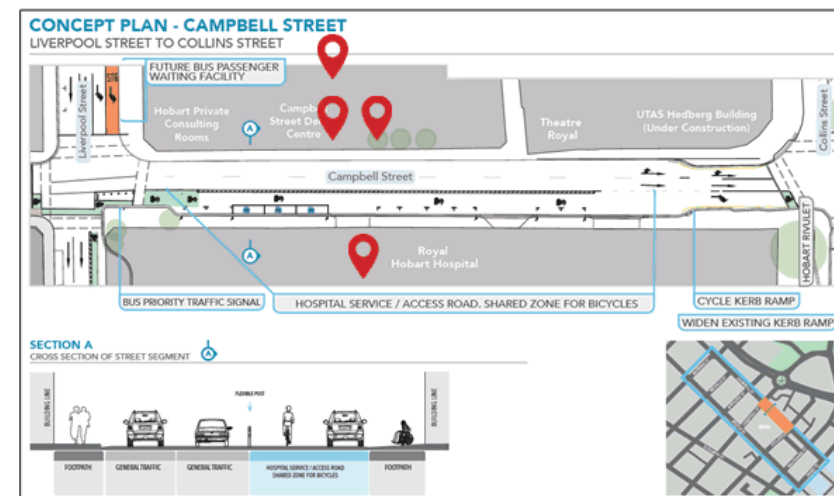 CONCEPT PLAN - CAMPBELL STREET
LIVERPOOL STREET TO COLLINS STREET
FUTURE BUS PASSENGER
WAITING FACILITY
STR
Liverpool Street
Hobart Private
Consulting
Rooms
Street
Centre
A
Theatre
Royal
UTAS Hedberg Building
(Under Construction)
Collins Street
Campbell Street
A
Royal
Hobart Hospital
HOBART RIVULET
BUS PRIORITY TRAFFIC SIGNAL
HOSPITAL SERVICE / ACCESS ROAD. SHARED ZONE FOR BICYCLES
CYCLE KERB RAMP
WIDEN EXISTING KERB RAMP
SECTION A
CROSS SECTION OF STREET SEGMENT
A
BUILDING LINE
FLEXIBLE POST
BUILDING LINE
FOOTPATH
GENERAL TRAFFIC
GENERAL TRAFFIC
HOSPITAL SERVICE / ACCESS ROAD
SHARED ZONE FOR BICYCLES
FOOTPATH